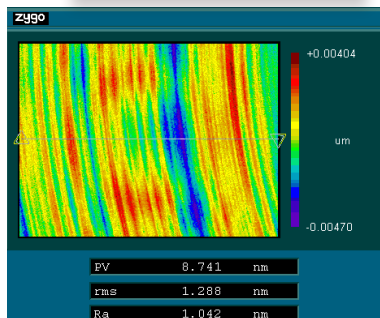 zygo
+0.00404
um
-0.00470
PV 8.741 nm
rms 1.288 nm
Ra 1.042 nm